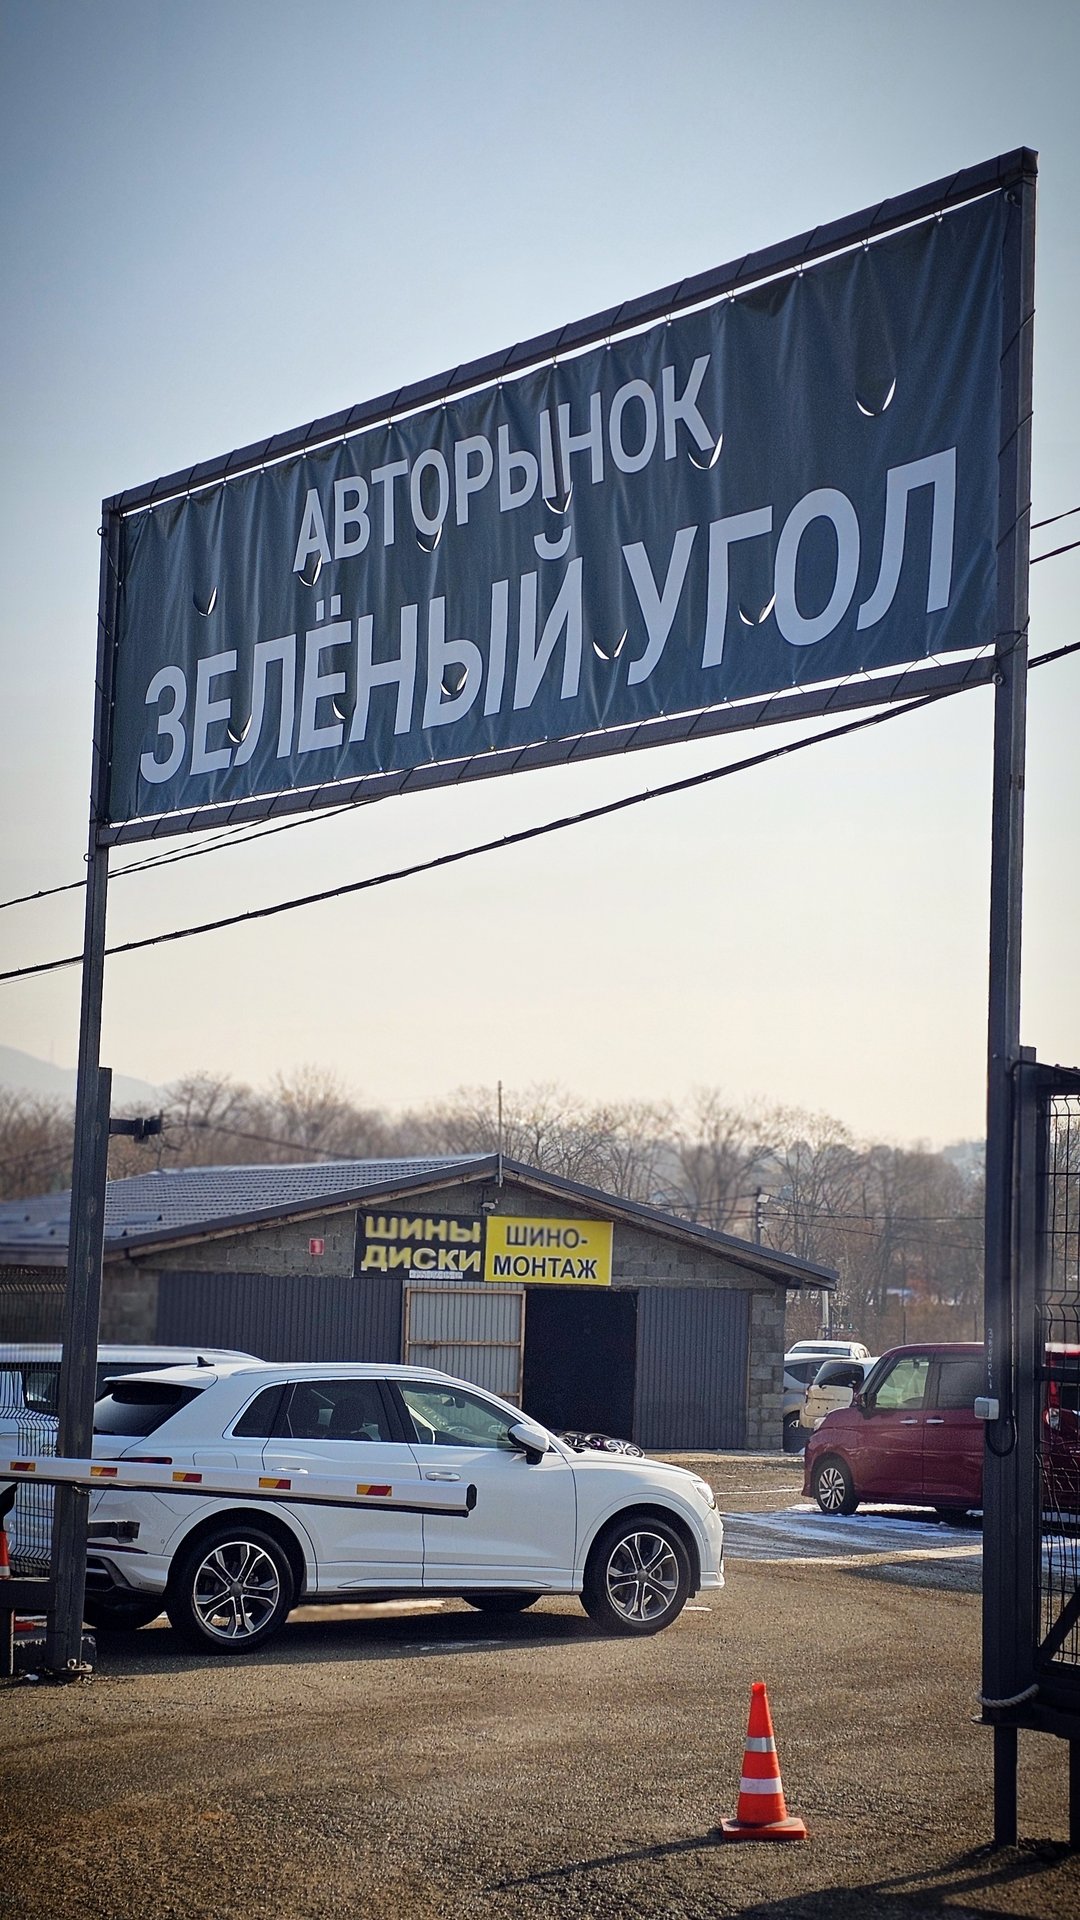 АВТОРЫНОК
ЗЕЛЁНЫЙ УГОЛ
ШИНЫ
ДИСКИ
ШИНО-
МОНТАЖ